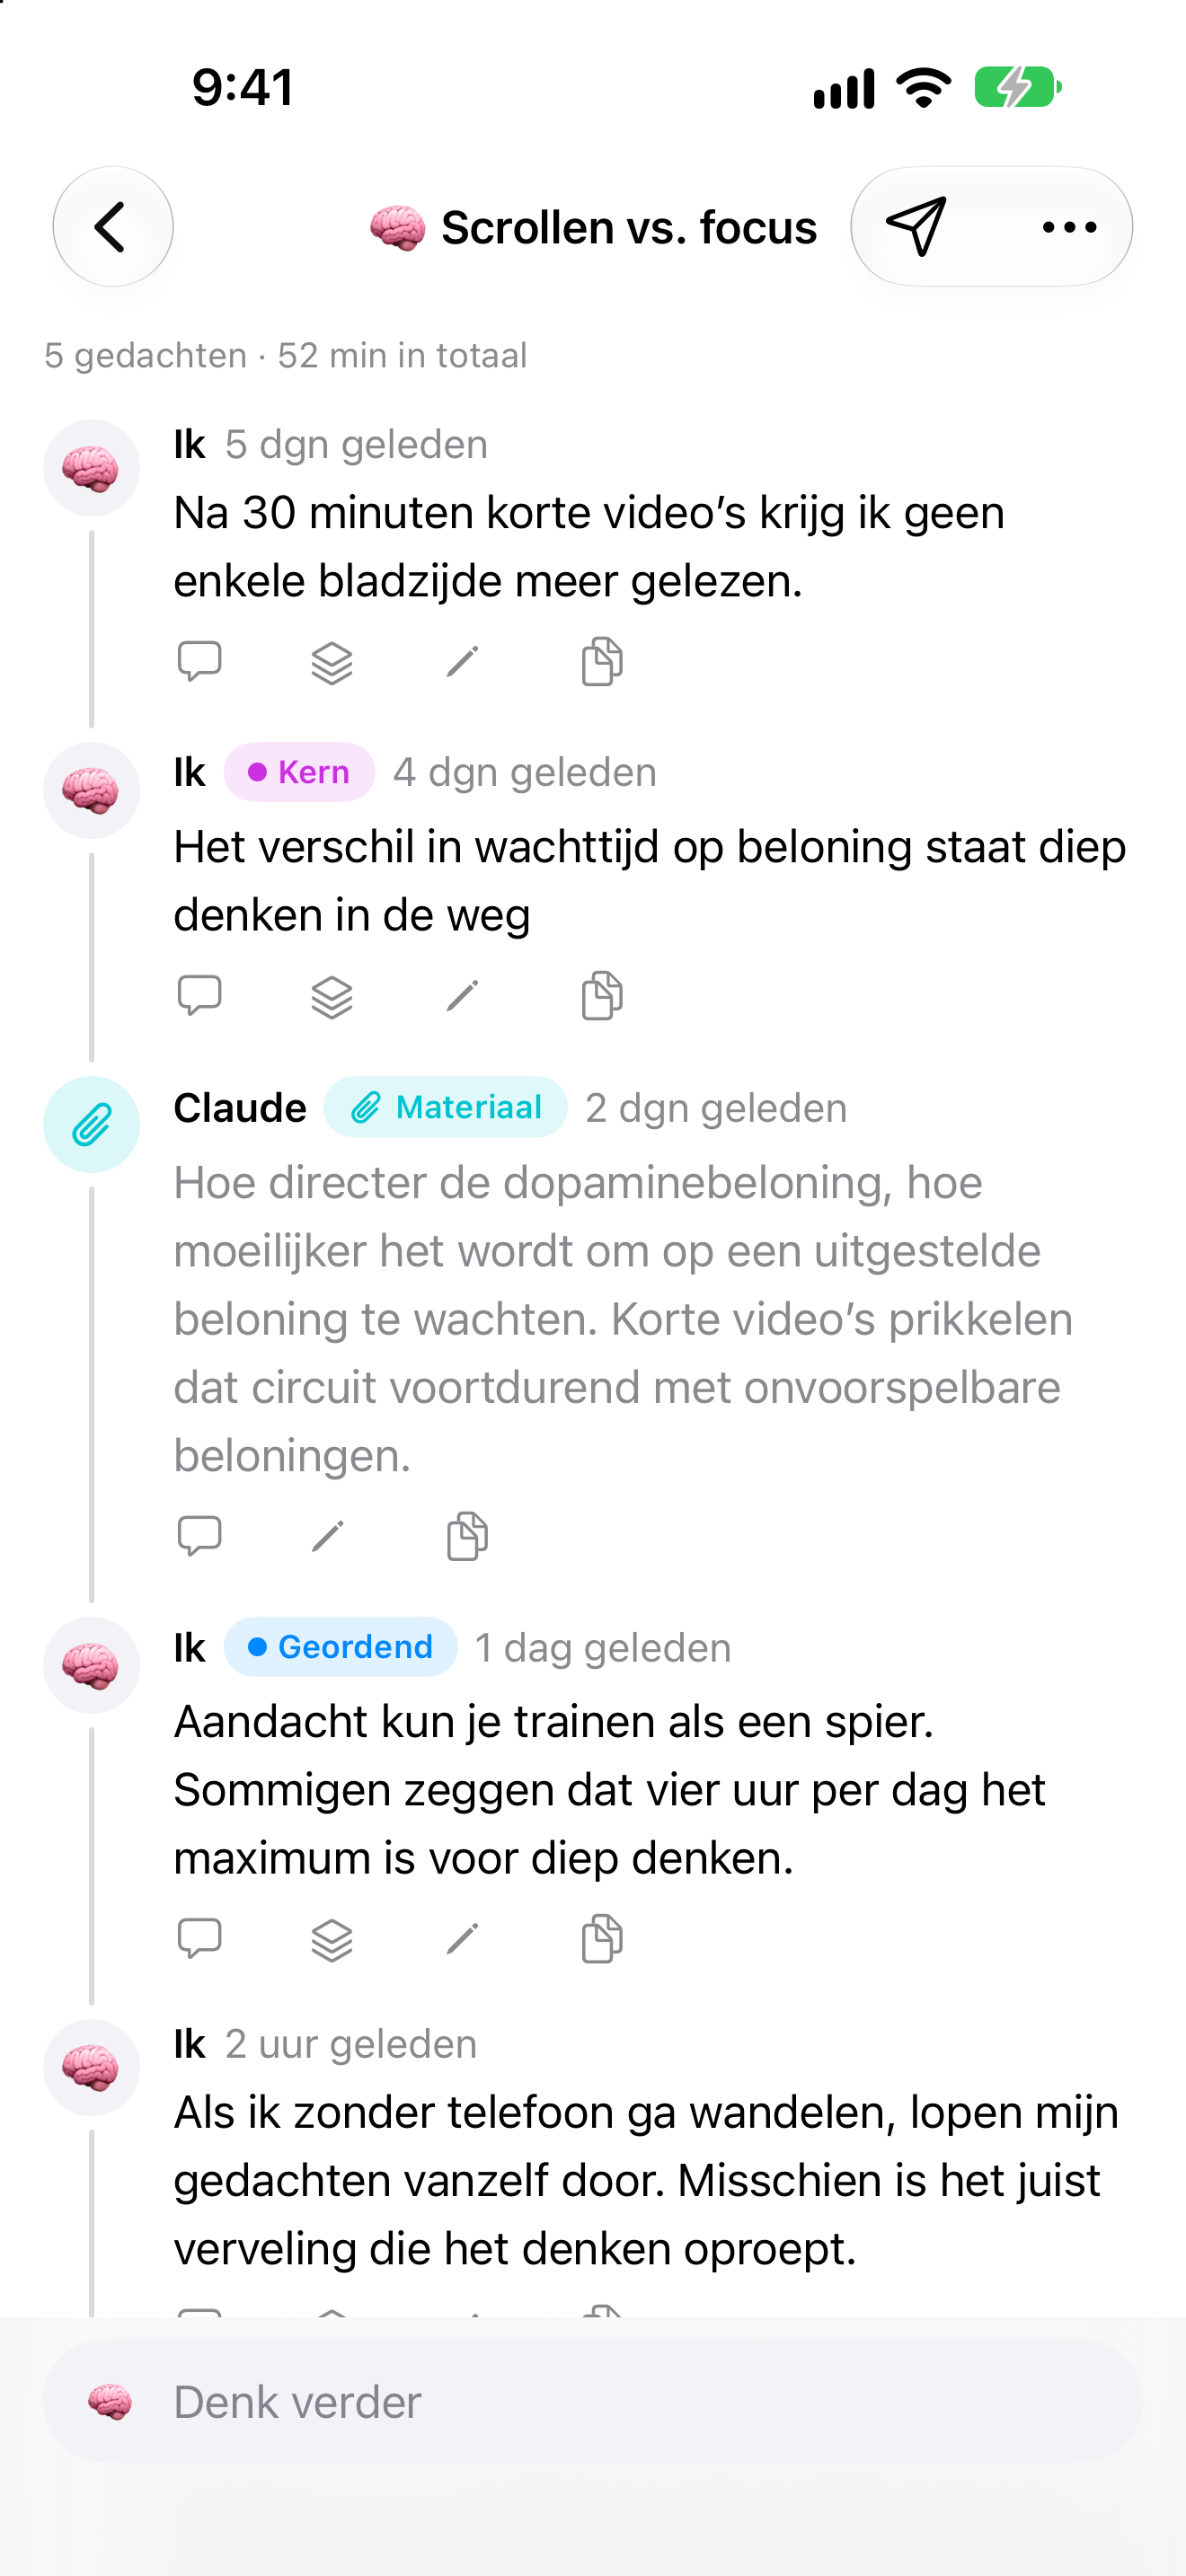 9:41
Scrollen vs. focus
5 gedachten · 52 min in totaal
Ik 5 dgn geleden
Na 30 minuten korte video’s krijg ik geen
enkele bladzijde meer gelezen.
Ik Kern 4 dgn geleden
Het verschil in wachttijd op beloning staat diep
denken in de weg
Claude Materiaal 2 dgn geleden
Hoe directer de dopaminebeloning, hoe
moeilijker het wordt om op een uitgestelde
beloning te wachten. Korte video’s prikkelen
dat circuit voortdurend met onvoorspelbare
beloningen.
Ik Geordend 1 dag geleden
Aandacht kun je trainen als een spier.
Sommigen zeggen dat vier uur per dag het
maximum is voor diep denken.
Ik 2 uur geleden
Als ik zonder telefoon ga wandelen, lopen mijn
gedachten vanzelf door. Misschien is het juist
verveling die het denken oproept.
Denk verder